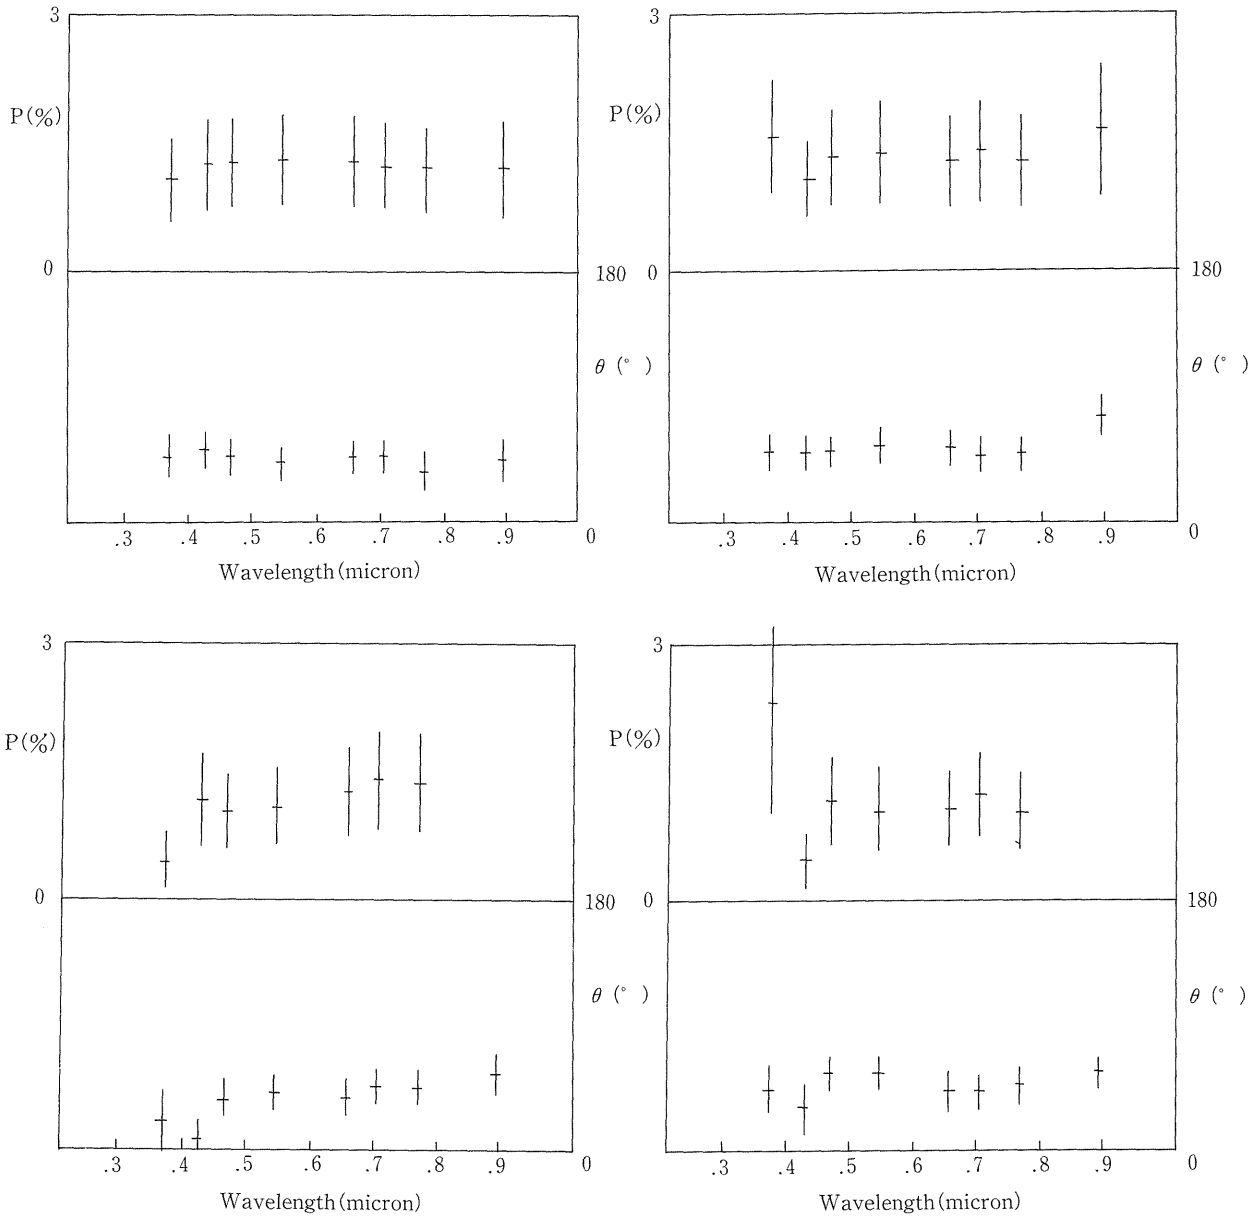 3
P(%)
0
180
θ (° )
.3 .4 .5 .6 .7 .8 .9
0
Wavelength(micron)
3
P(%)
0
180
θ (° )
.3 .4 .5 .6 .7 .8 .9
0
Wavelength(micron)
3
P(%)
0
180
θ (° )
.3 .4 .5 .6 .7 .8 .9
0
Wavelength(micron)
3
P(%)
0
180
θ (° )
.3 .4 .5 .6 .7 .8 .9
0
Wavelength(micron)